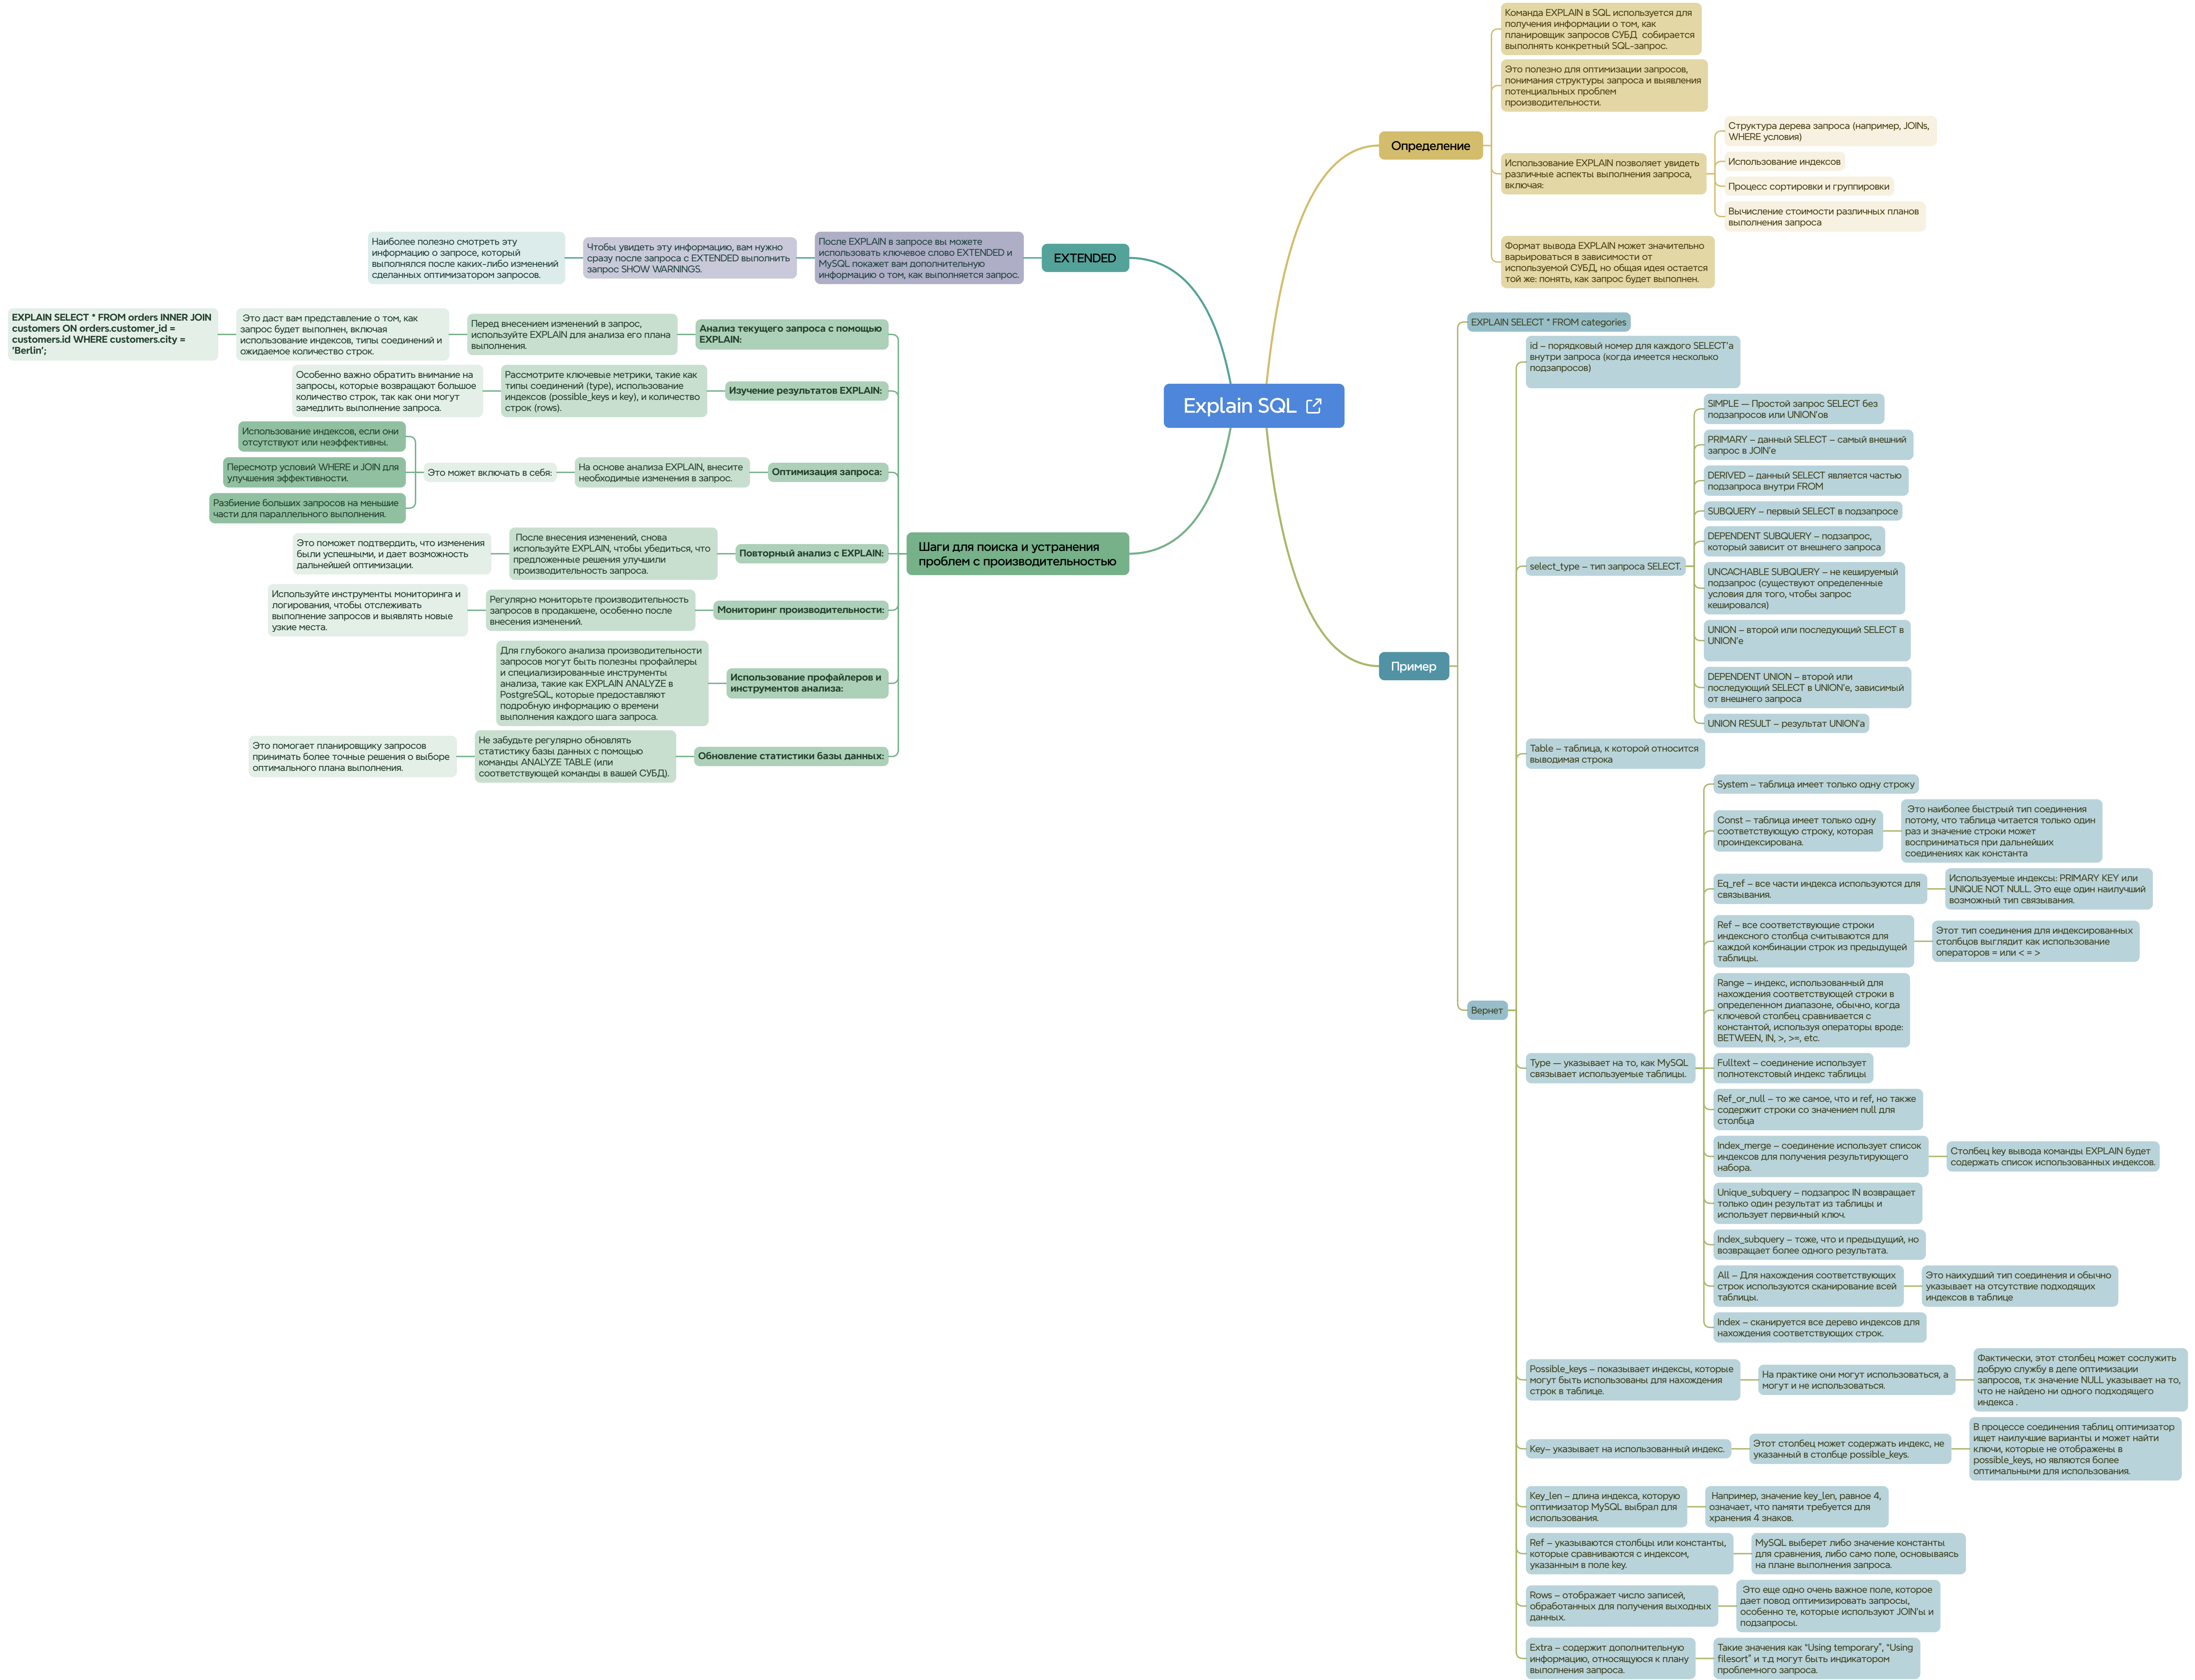 Explain SQL
Определение
Команда EXPLAIN в SQL используется для
получения информации о том, как
планировщик запросов СУБД собирается
выполнять конкретный SQL-запрос.
Это полезно для оптимизации запросов,
понимания структуры запроса и выявления
потенциальных проблем
производительности.
Использование EXPLAIN позволяет увидеть
различные аспекты выполнения запроса,
включая:
Структура дерева запроса (например, JOINs,
WHERE условия)
Использование индексов
Процесс сортировки и группировки
Вычисление стоимости различных планов
выполнения запроса
Формат вывода EXPLAIN может значительно
варьироваться в зависимости от
используемой СУБД, но общая идея остается
той же: понять, как запрос будет выполнен.
Пример
EXPLAIN SELECT * FROM categories
Вернет
id – порядковый номер для каждого SELECT'а
внутри запроса (когда имеется несколько
подзапросов)
select_type – тип запроса SELECT.
SIMPLE — Простой запрос SELECT без
подзапросов или UNION'ов
PRIMARY – данный SELECT – самый внешний
запрос в JOIN'е
DERIVED – данный SELECT является частью
подзапроса внутри FROM
SUBQUERY – первый SELECT в подзапросе
DEPENDENT SUBQUERY – подзапрос,
который зависит от внешнего запроса
UNCACHABLE SUBQUERY – не кешируемый
подзапрос (существуют определенные
условия для того, чтобы запрос
кешировался)
UNION – второй или последующий SELECT в
UNION'е
DEPENDENT UNION – второй или
последующий SELECT в UNION'е, зависимый
от внешнего запроса
UNION RESULT – результат UNION'а
Table – таблица, к которой относится
выводимая строка
Type — указывает на то, как MySQL
связывает используемые таблицы.
System – таблица имеет только одну строку
Const – таблица имеет только одну
соответствующую строку, которая
проиндексирована.
Это наиболее быстрый тип соединения
потому, что таблица читается только один
раз и значение строки может
восприниматься при дальнейших
соединениях как константа
Eq_ref – все части индекса используются для
связывания.
Используемые индексы: PRIMARY KEY или
UNIQUE NOT NULL. Это еще один наилучший
возможный тип связывания.
Ref – все соответствующие строки
индексного столбца считываются для
каждой комбинации строк из предыдущей
таблицы.
Этот тип соединения для индексированных
столбцов выглядит как использование
операторов = или < = >
Range – индекс, использованный для
нахождения соответствующей строки в
определенном диапазоне, обычно, когда
ключевой столбец сравнивается с
константой, используя операторы вроде:
BETWEEN, IN, >, >=, etc.
Fulltext – соединение использует
полнотекстовый индекс таблицы
Ref_or_null – то же самое, что и ref, но также
содержит строки со значением null для
столбца
Index_merge – соединение использует список
индексов для получения результирующего
набора.
Столбец key вывода команды EXPLAIN будет
содержать список использованных индексов.
Unique_subquery – подзапрос IN возвращает
только один результат из таблицы и
использует первичный ключ.
Index_subquery – тоже, что и предыдущий, но
возвращает более одного результата.
All – Для нахождения соответствующих
строк используются сканирование всей
таблицы.
Это наихудший тип соединения и обычно
указывает на отсутствие подходящих
индексов в таблице
Index – сканируется все дерево индексов для
нахождения соответствующих строк.
Possible_keys – показывает индексы, которые
могут быть использованы для нахождения
строк в таблице.
На практике они могут использоваться, а
могут и не использоваться.
Фактически, этот столбец может сослужить
добрую службу в деле оптимизации
запросов, т.к значение NULL указывает на то,
что не найдено ни одного подходящего
индекса .
Key– указывает на использованный индекс.
Этот столбец может содержать индекс, не
указанный в столбце possible_keys.
В процессе соединения таблиц оптимизатор
ищет наилучшие варианты и может найти
ключи, которые не отображены в
possible_keys, но являются более
оптимальными для использования.
Key_len – длина индекса, которую
оптимизатор MySQL выбрал для
использования.
Например, значение key_len, равное 4,
означает, что памяти требуется для
хранения 4 знаков.
Ref – указываются столбцы или константы,
которые сравниваются с индексом,
указанным в поле key.
MySQL выберет либо значение константы
для сравнения, либо само поле, основываясь
на плане выполнения запроса.
Rows – отображает число записей,
обработанных для получения выходных
данных.
Это еще одно очень важное поле, которое
дает повод оптимизировать запросы,
особенно те, которые используют JOIN'ы и
подзапросы.
Extra – содержит дополнительную
информацию, относящуюся к плану
выполнения запроса.
Такие значения как “Using temporary”, “Using
filesort” и т.д могут быть индикатором
проблемного запроса.
EXTENDED
После EXPLAIN в запросе вы можете
использовать ключевое слово EXTENDED и
MySQL покажет вам дополнительную
информацию о том, как выполняется запрос.
Чтобы увидеть эту информацию, вам нужно
сразу после запроса с EXTENDED выполнить
запрос SHOW WARNINGS.
Наиболее полезно смотреть эту
информацию о запросе, который
выполнялся после каких-либо изменений
сделанных оптимизатором запросов.
Шаги для поиска и устранения
проблем с производительностью
Анализ текущего запроса с помощью
EXPLAIN:
Перед внесением изменений в запрос,
используйте EXPLAIN для анализа его плана
выполнения.
Это даст вам представление о том, как
запрос будет выполнен, включая
использование индексов, типы соединений и
ожидаемое количество строк.
EXPLAIN SELECT * FROM orders INNER JOIN
customers ON orders.customer_id =
customers.id WHERE customers.city =
'Berlin';
Изучение результатов EXPLAIN:
Рассмотрите ключевые метрики, такие как
типы соединений (type), использование
индексов (possible_keys и key), и количество
строк (rows).
Особенно важно обратить внимание на
запросы, которые возвращают большое
количество строк, так как они могут
замедлить выполнение запроса.
Оптимизация запроса:
На основе анализа EXPLAIN, внесите
необходимые изменения в запрос.
Это может включать в себя:
Использование индексов, если они
отсутствуют или неэффективны.
Пересмотр условий WHERE и JOIN для
улучшения эффективности.
Разбиение больших запросов на меньшие
части для параллельного выполнения.
Повторный анализ с EXPLAIN:
После внесения изменений, снова
используйте EXPLAIN, чтобы убедиться, что
предложенные решения улучшили
производительность запроса.
Это поможет подтвердить, что изменения
были успешными, и дает возможность
дальнейшей оптимизации.
Мониторинг производительности:
Регулярно мониторьте производительность
запросов в продакшене, особенно после
внесения изменений.
Используйте инструменты мониторинга и
логирования, чтобы отслеживать
выполнение запросов и выявлять новые
узкие места.
Использование профайлеров и
инструментов анализа:
Для глубокого анализа производительности
запросов могут быть полезны профайлеры
и специализированные инструменты
анализа, такие как EXPLAIN ANALYZE в
PostgreSQL, которые предоставляют
подробную информацию о времени
выполнения каждого шага запроса.
Обновление статистики базы данных:
Не забудьте регулярно обновлять
статистику базы данных с помощью
команды ANALYZE TABLE (или
соответствующей команды в вашей СУБД).
Это помогает планировщику запросов
принимать более точные решения о выборе
оптимального плана выполнения.